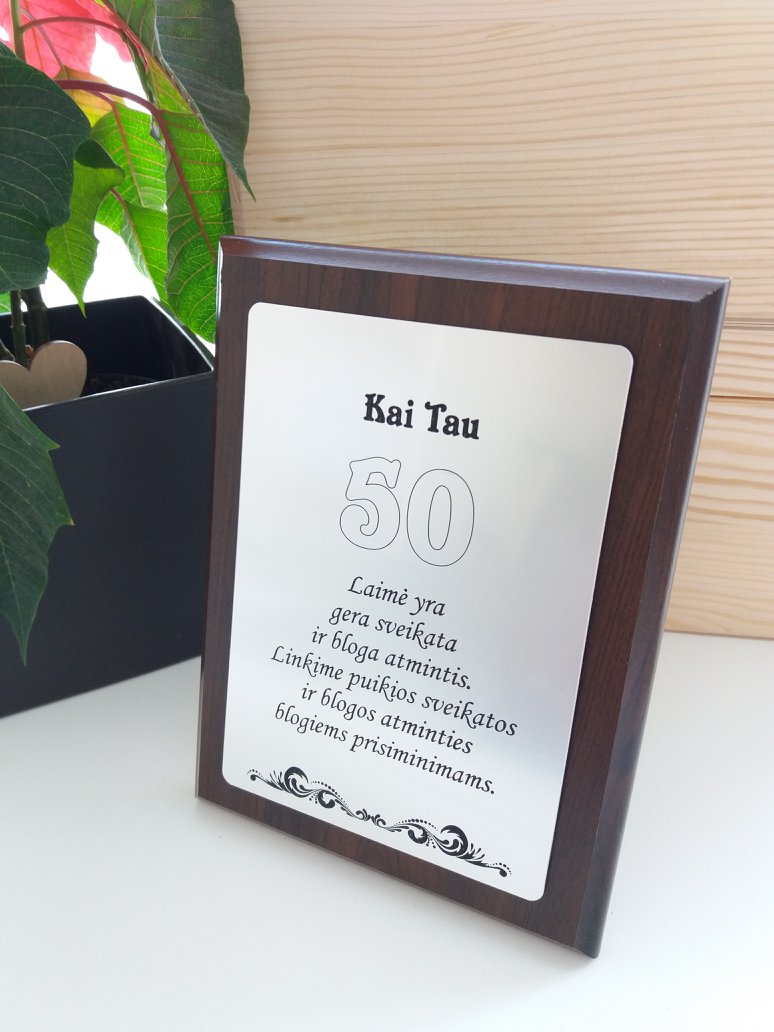 Kai Tau
50
Laimė yra
gera sveikata
ir bloga atmintis.
Linkime puikios sveikatos
ir blogos atminties
blogiems prisiminimams.